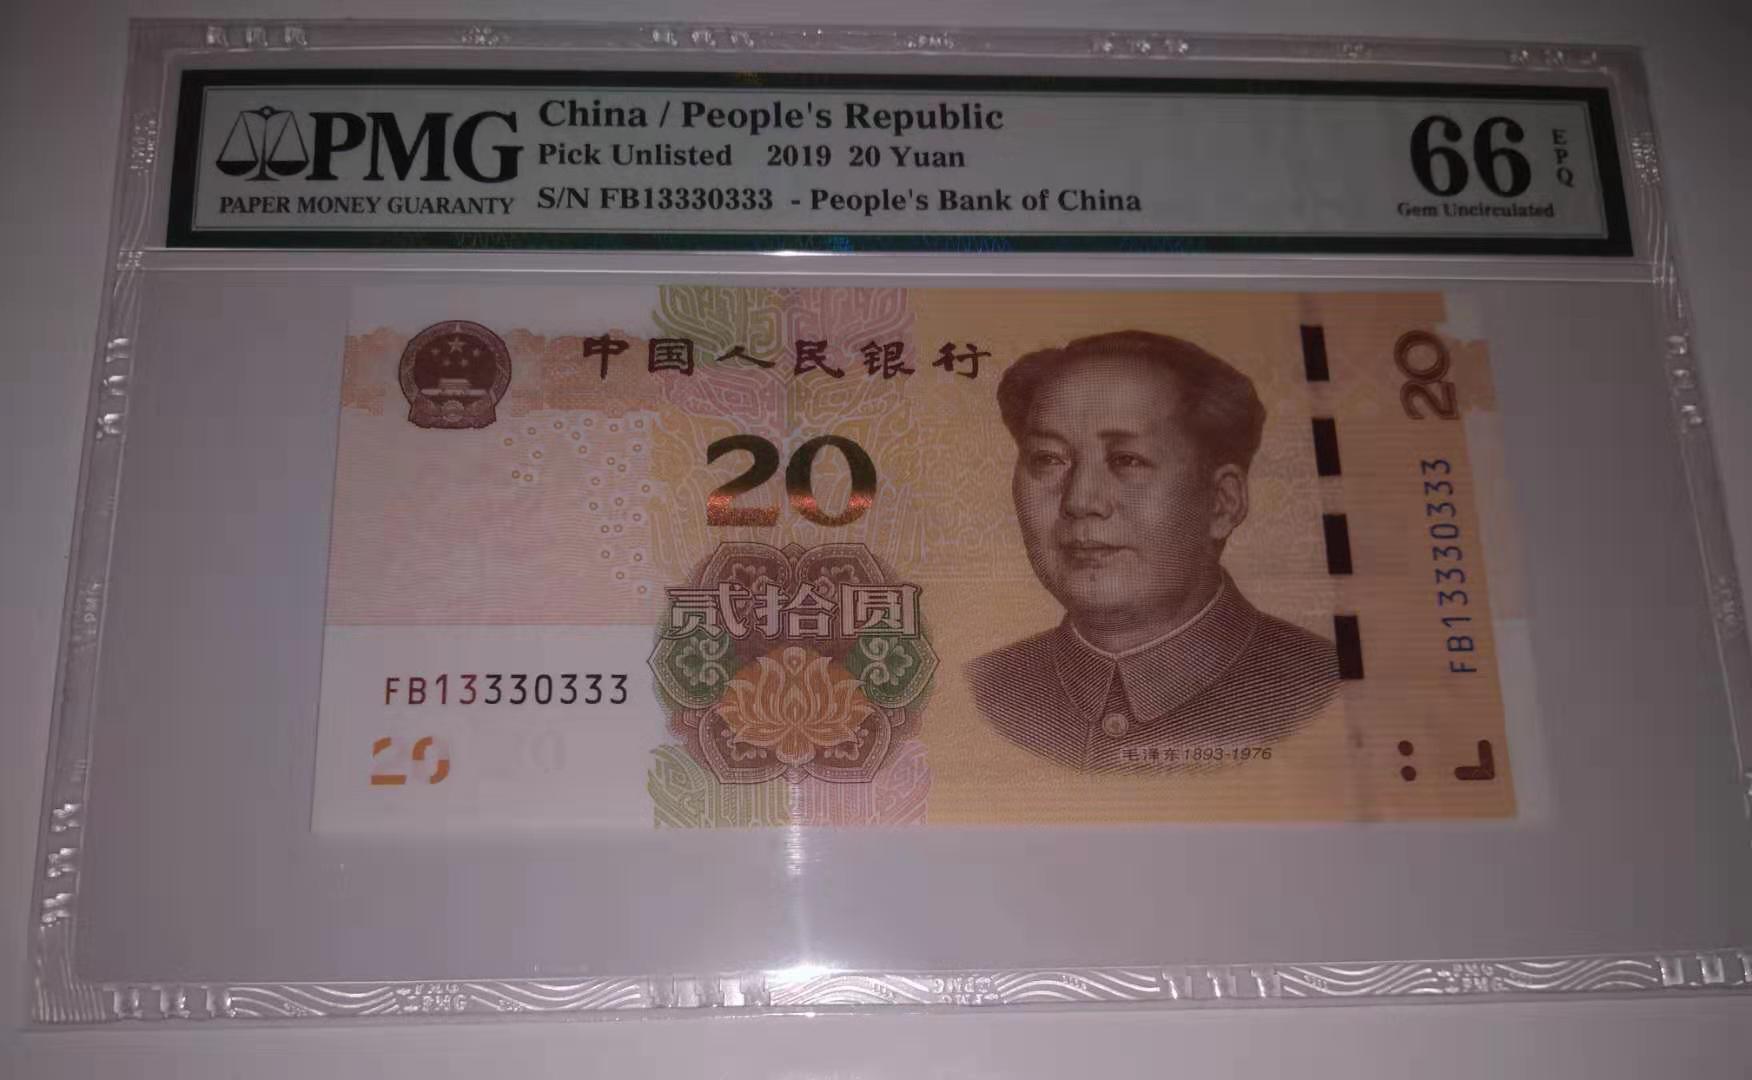 PMG
PAPER MONEY GUARANTY
China / People's Republic
Pick Unlisted 2019 20 Yuan
S/N FB13330333 - People's Bank of China
66
EPQ
Gem Uncirculated
中国人民银行
20
20
贰拾圆
FB13330333
FB13330333
20
毛泽东1893-1976